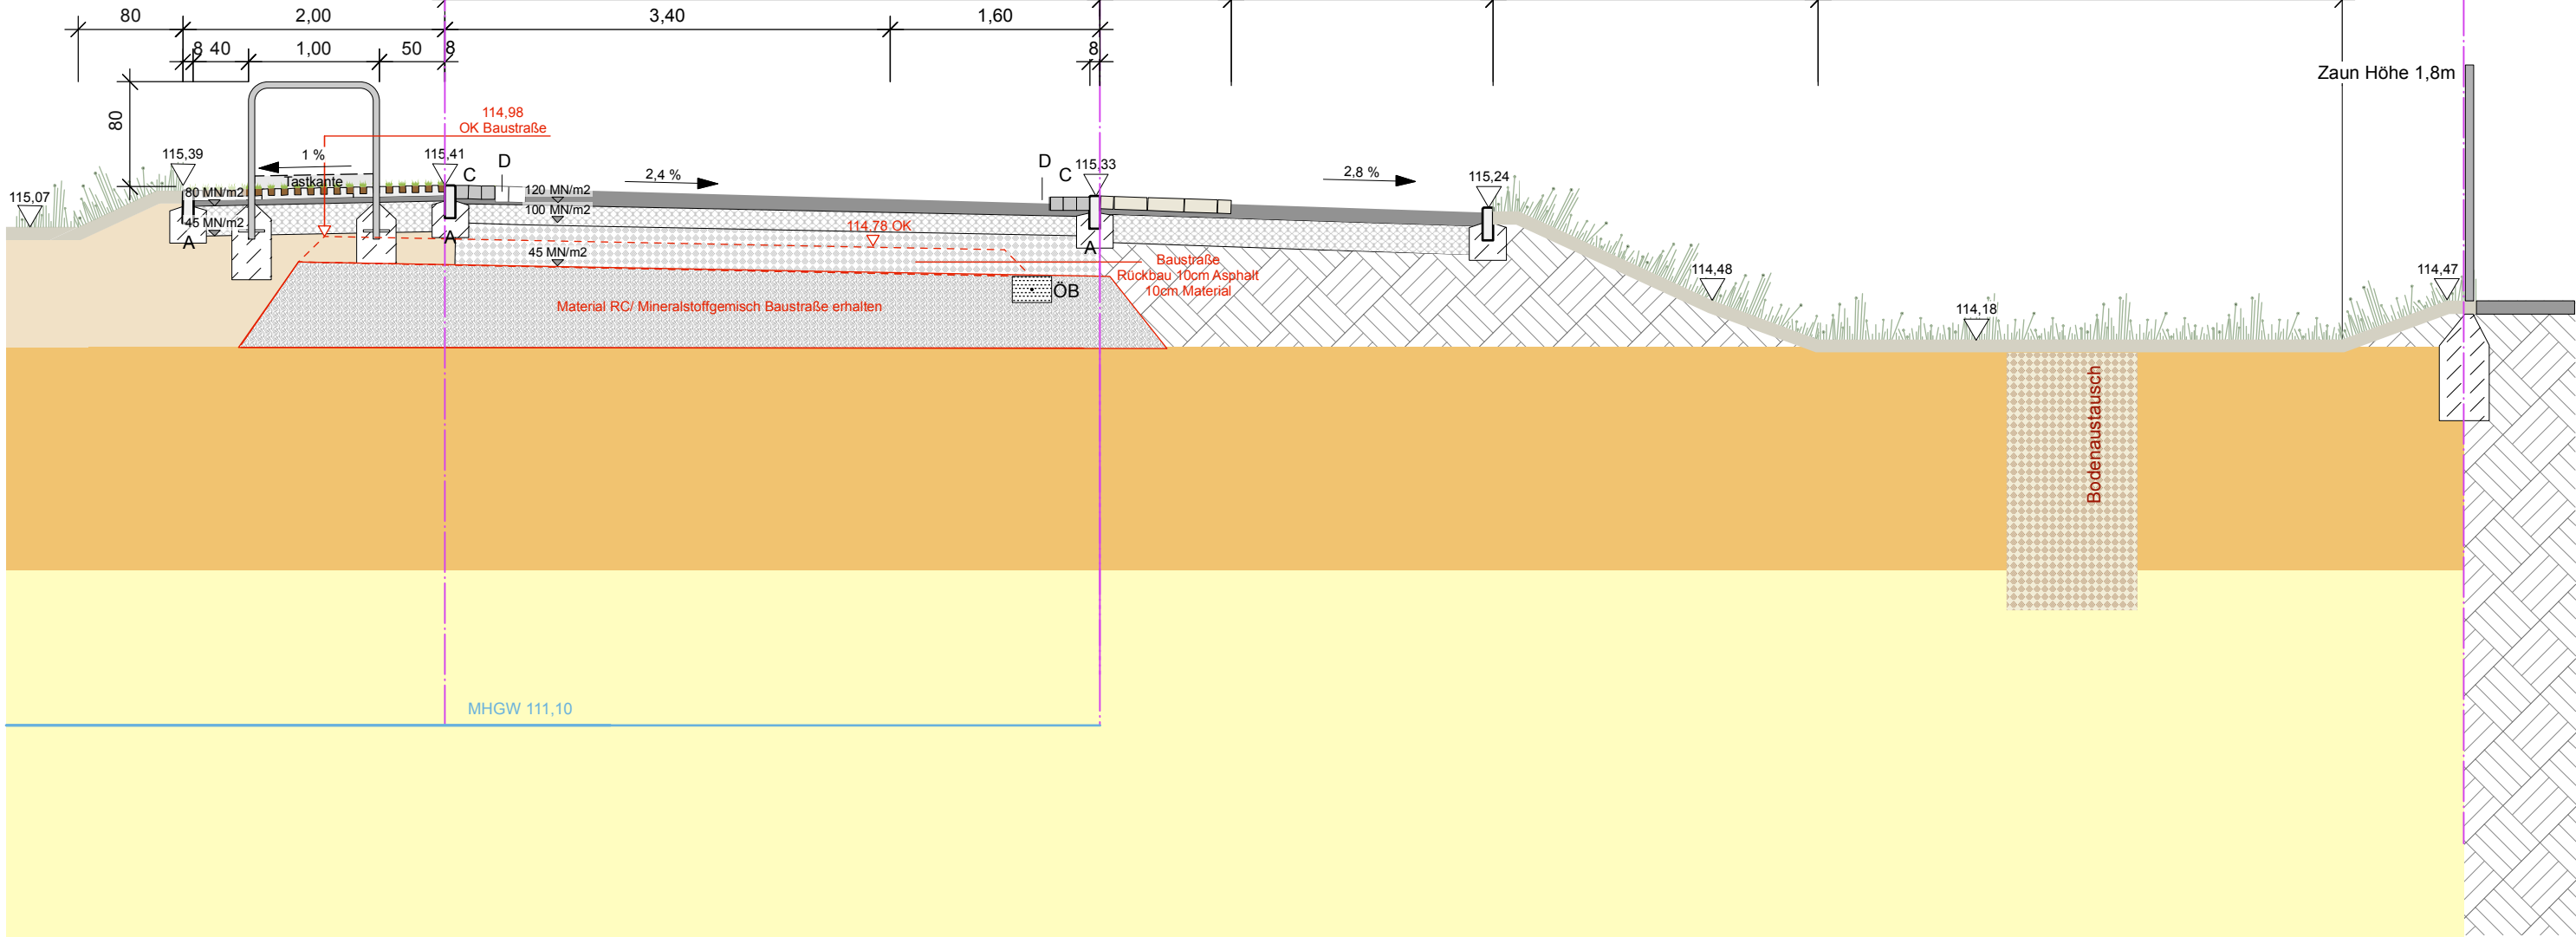 80
2,00
3,40
1,60
8
40
1,00
50
8
8
Zaun Höhe 1,8m
80
114,98
OK Baustraße
115,39
1 %
115,41
D
C
2,4 %
D
C
115,33
2,8 %
115,24
Tastkante
80 MN/m2
120 MN/m2
115,07
100 MN/m2
45 MN/m2
114,78 OK
A
A
A
45 MN/m2
Baustraße
Rückbau 10cm Asphalt
10cm Material
114,48
114,47
ÖB
Material RC/ Mineralstoffgemisch Baustraße erhalten
114,18
Bodenaustausch
MHGW 111,10